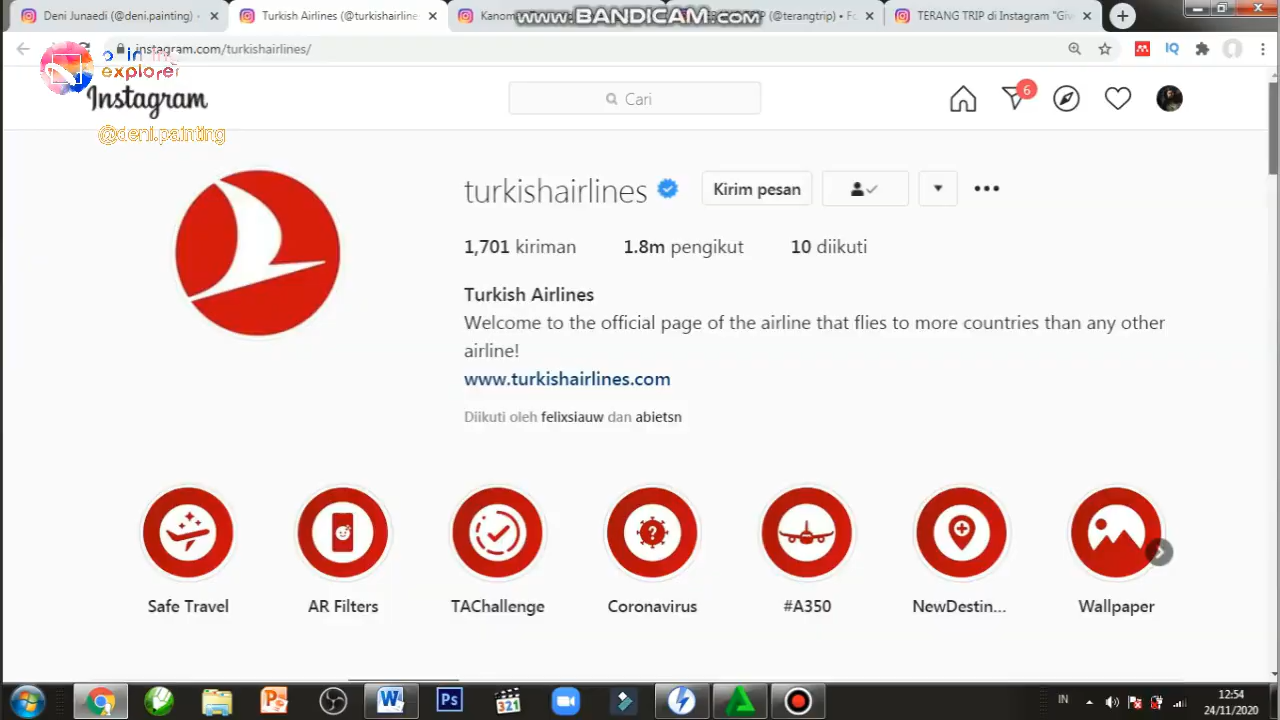 Deni Junaedi (@deni.painting)
Turkish Airlines (@turkishairline
Kanom
www.BANDICAM.com
(@terangtrip) • Fo
TERANG TRIP di Instagram "Giv
instagram.com/turkishairlines/
explorer
Instagram
@deni.painting
Cari
6
turkishairlines
Kirim pesan
1,701 kiriman
1.8m pengikut
10 diikuti
Turkish Airlines
Welcome to the official page of the airline that flies to more countries than any other
airline!
www.turkishairlines.com
Diikuti oleh felixsiauw dan abietsn
Safe Travel
AR Filters
TAChallenge
Coronavirus
#A350
NewDestin...
Wallpaper
IN
12:54
24/11/2020